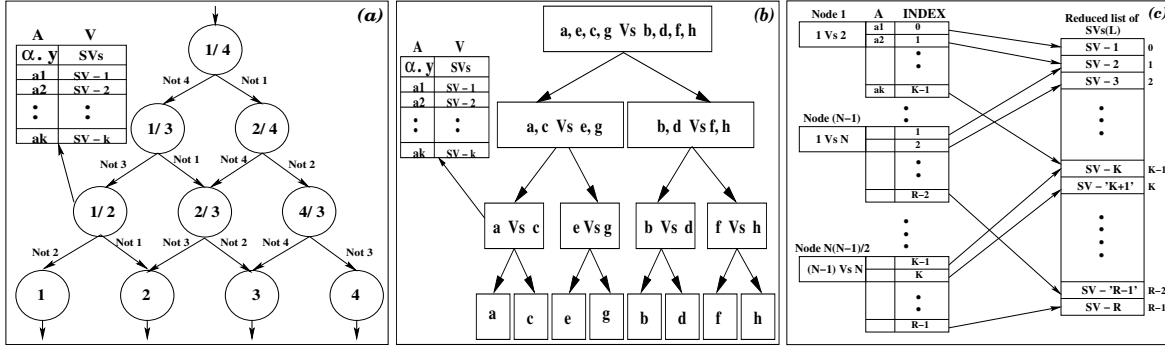 (a)
1/ 4
A V
α. y SVs
a1 SV – 1
a2 SV – 2
ak SV – k
Not 4 Not 1
1/ 3 2/ 4
Not 3 Not 1 Not 4 Not 2
1/ 2 2/ 3 4/ 3
Not 2 Not 1 Not 3 Not 2 Not 4 Not 3
1 2 3 4
(b)
a, e, c, g Vs b, d, f, h
A V
α. y SVs
a1 SV – 1
a2 SV – 2
ak SV – k
a, c Vs e, g b, d Vs f, h
a Vs c e Vs g b Vs d f Vs h
a c e g b d f h
(c)
Node 1 A INDEX
1 Vs 2 a1 0
a2 1
ak K–1
Node (N–1)
1 Vs N 1
2
R–2
Node N(N–1)/2
(N–1) Vs N K–1
K
R–1
Reduced list of
SVs(L)
SV – 1 0
SV – 2 1
SV – 3 2
SV – K K–1
SV – 'K+1' K
SV – 'R–1' R–2
SV – R R–1